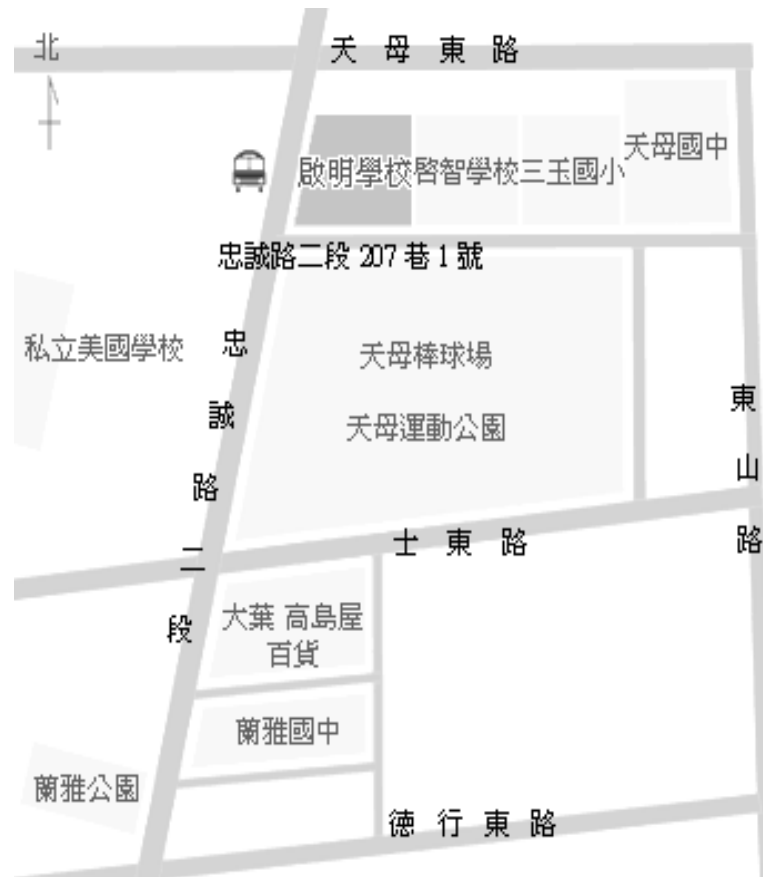 北
天母東路
啟明學校
啓智學校
三玉國小
天母國中
忠誠路二段 207 巷 1 號
私立美國學校
忠誠路二段
天母棒球場
天母運動公園
東山路
士東路
大葉 高島屋
百貨
蘭雅國中
蘭雅公園
德行東路